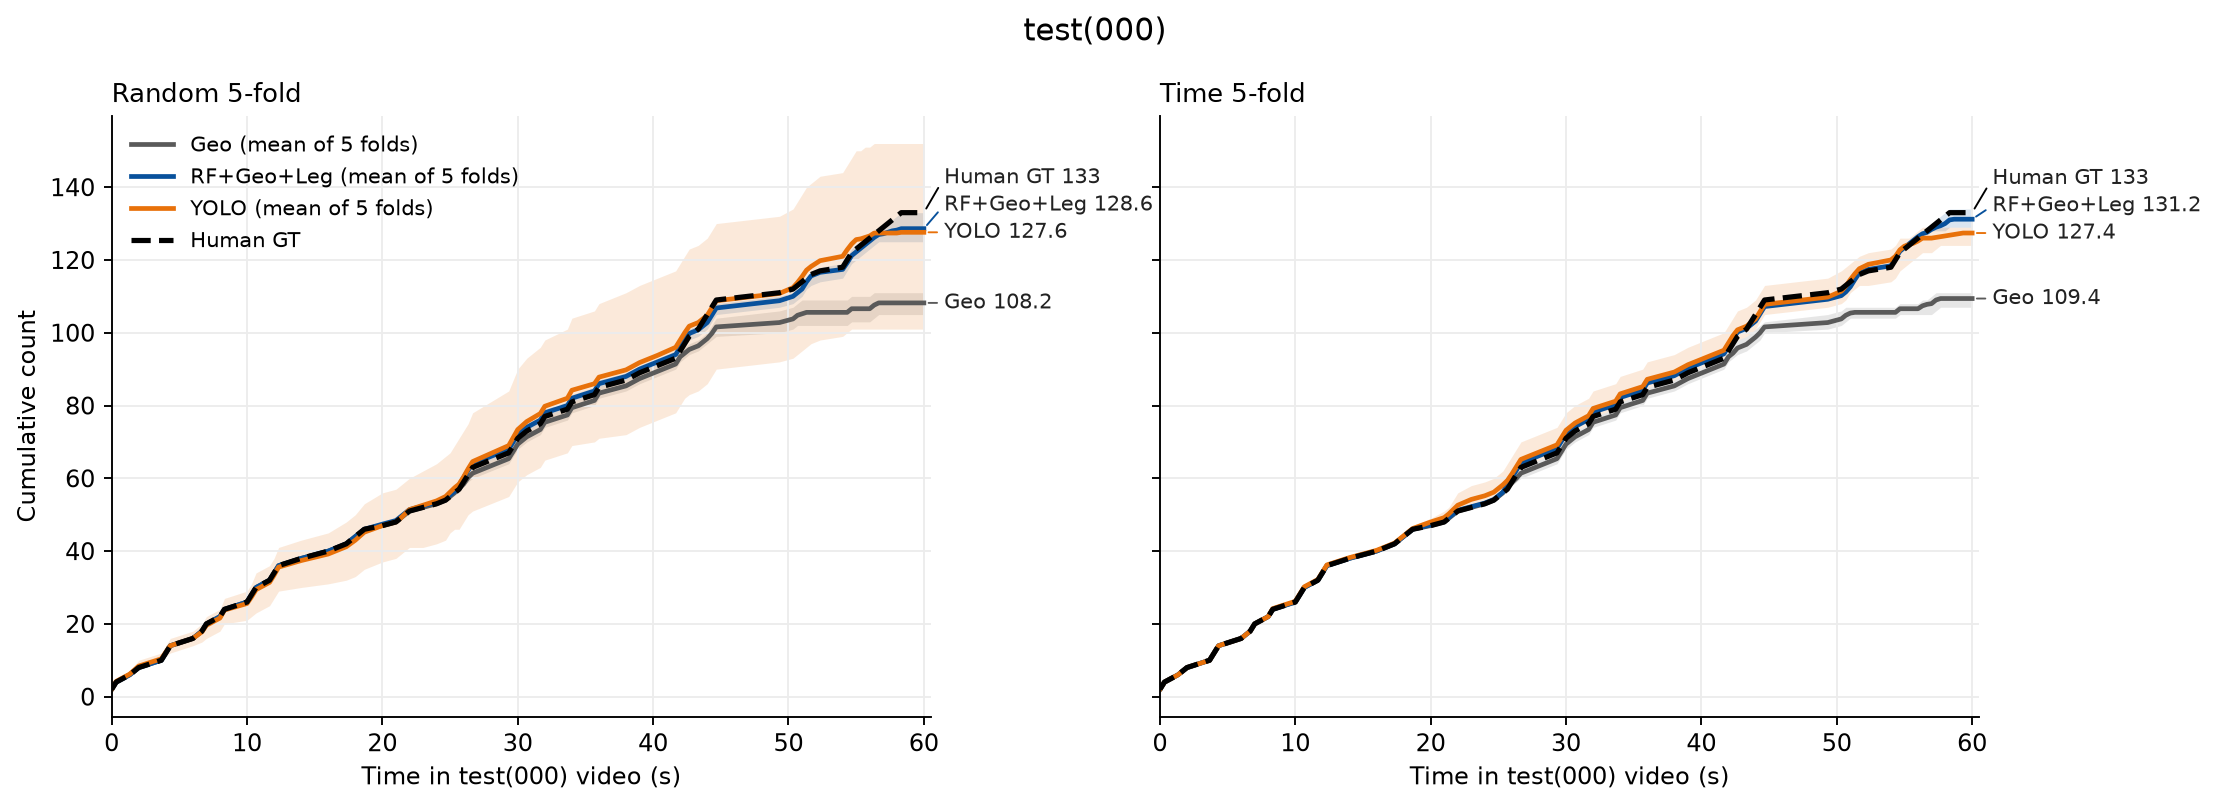 test(000)
Random 5-fold
Geo (mean of 5 folds)
RF+Geo+Leg (mean of 5 folds)
YOLO (mean of 5 folds)
Human GT
Human GT 133
RF+Geo+Leg 128.6
YOLO 127.6
Geo 108.2
Cumulative count
140
120
100
80
60
40
20
0
0 10 20 30 40 50 60
Time in test(000) video (s)
Time 5-fold
Human GT 133
RF+Geo+Leg 131.2
YOLO 127.4
Geo 109.4
0 10 20 30 40 50 60
Time in test(000) video (s)